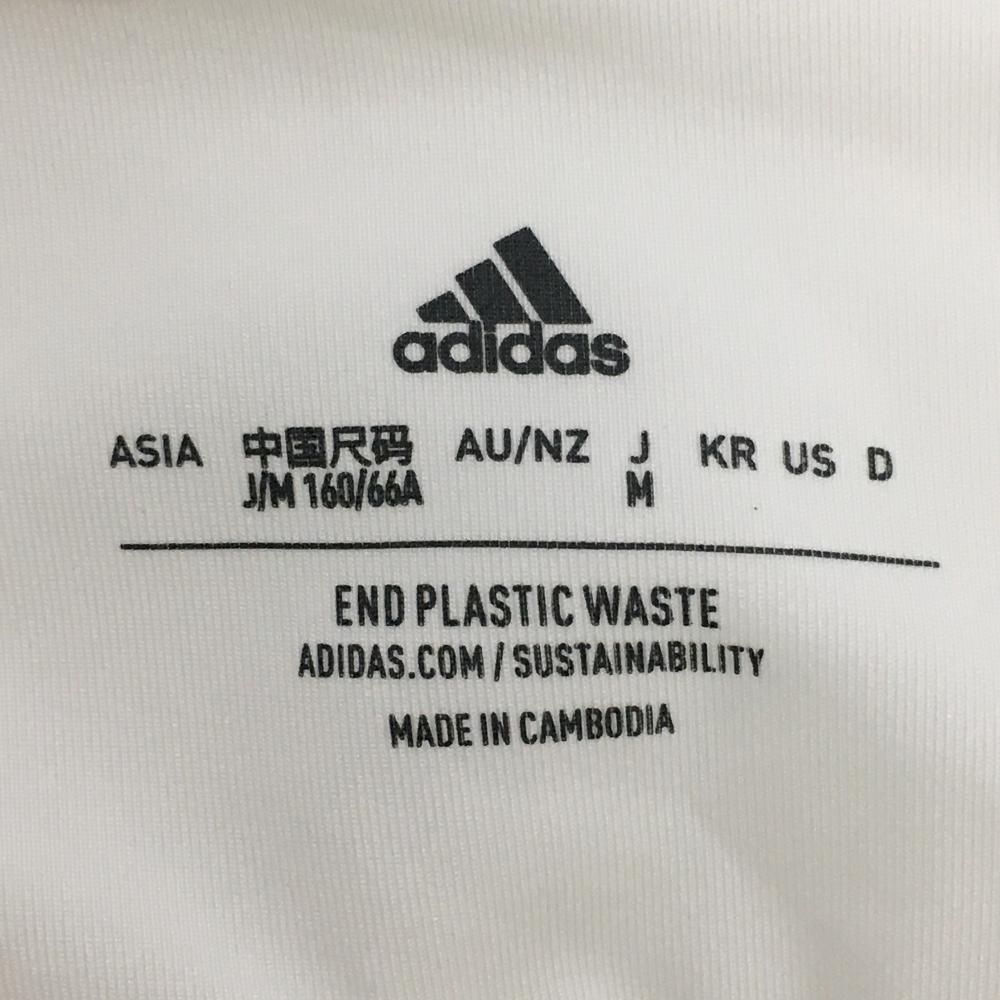 adidas
ASIA 中国尺码 AU/NZ J KR US D
J/M 160/66A M
END PLASTIC WASTE
ADIDAS.COM / SUSTAINABILITY
MADE IN CAMBODIA